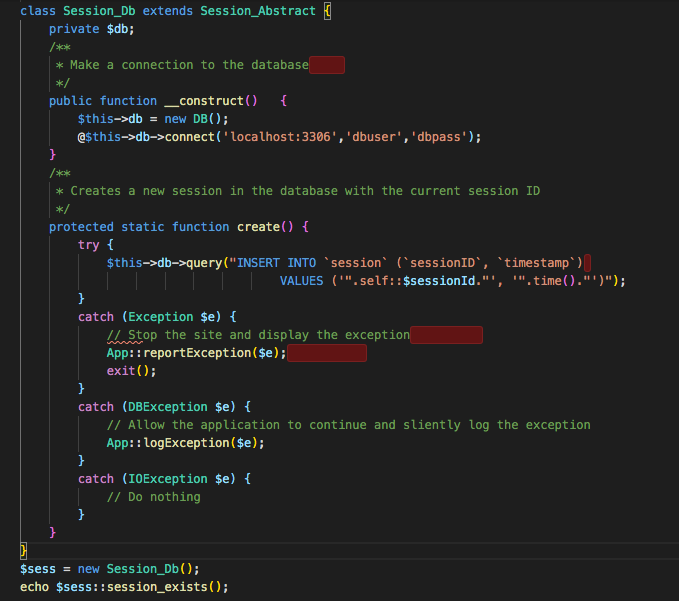 class Session_Db extends Session_Abstract {
    private $db;
    /**
     * Make a connection to the database
     */
    public function __construct()   {
        $this->db = new DB();
        @$this->db->connect('localhost:3306','dbuser','dbpass');
    }
    /**
     * Creates a new session in the database with the current session ID
     */
    protected static function create() {
        try {
            $this->db->query("INSERT INTO `session` (`sessionID`, `timestamp`)
                                    VALUES ('".self::$sessionId."', '".time()."')");
        }
        catch (Exception $e) {
            // Stop the site and display the exception
            App::reportException($e);
            exit();
        }
        catch (DBException $e) {
            // Allow the application to continue and sliently log the exception
            App::logException($e);
        }
        catch (IOException $e) {
            // Do nothing
        }
    }
}
$sess = new Session_Db();
echo $sess::session_exists();